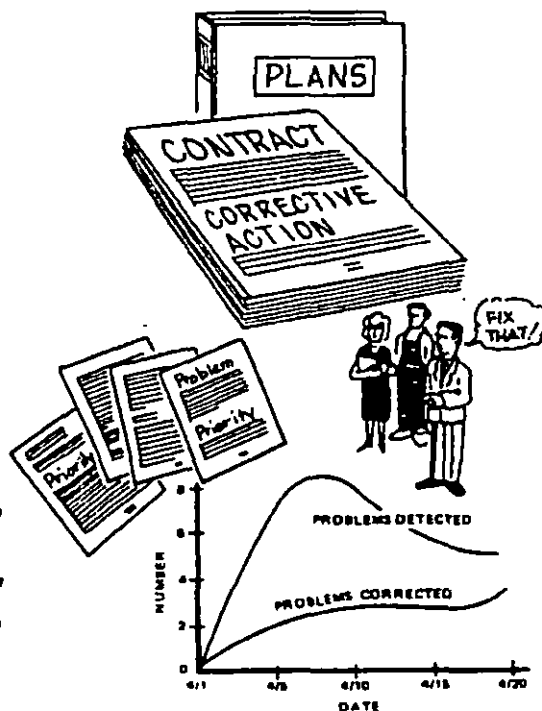 PLANS
CONTRACT
CORRECTIVE
ACTION
FIX
THAT!
Problem
Priority
Priority
8
6
4
2
0
NUMBER
PROBLEMS DETECTED
PROBLEMS CORRECTED
4/1
4/5
4/10
4/15
4/20
DATE